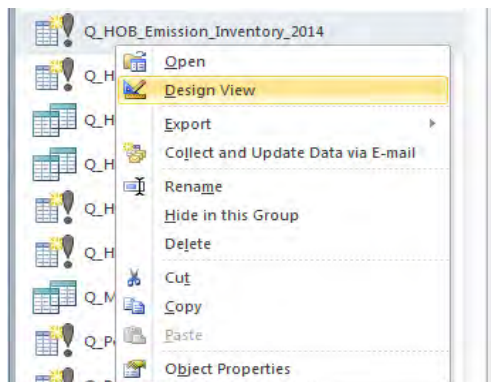 Q_HOB_Emission_Inventory_2014
Open
Q_H
Design View
Q_H
Export
Q_H
Collect and Update Data via E-mail
Rename
Q_H
Hide in this Group
Q_H
Delete
Cut
Q_M
Copy
Q_P
Paste
Object Properties